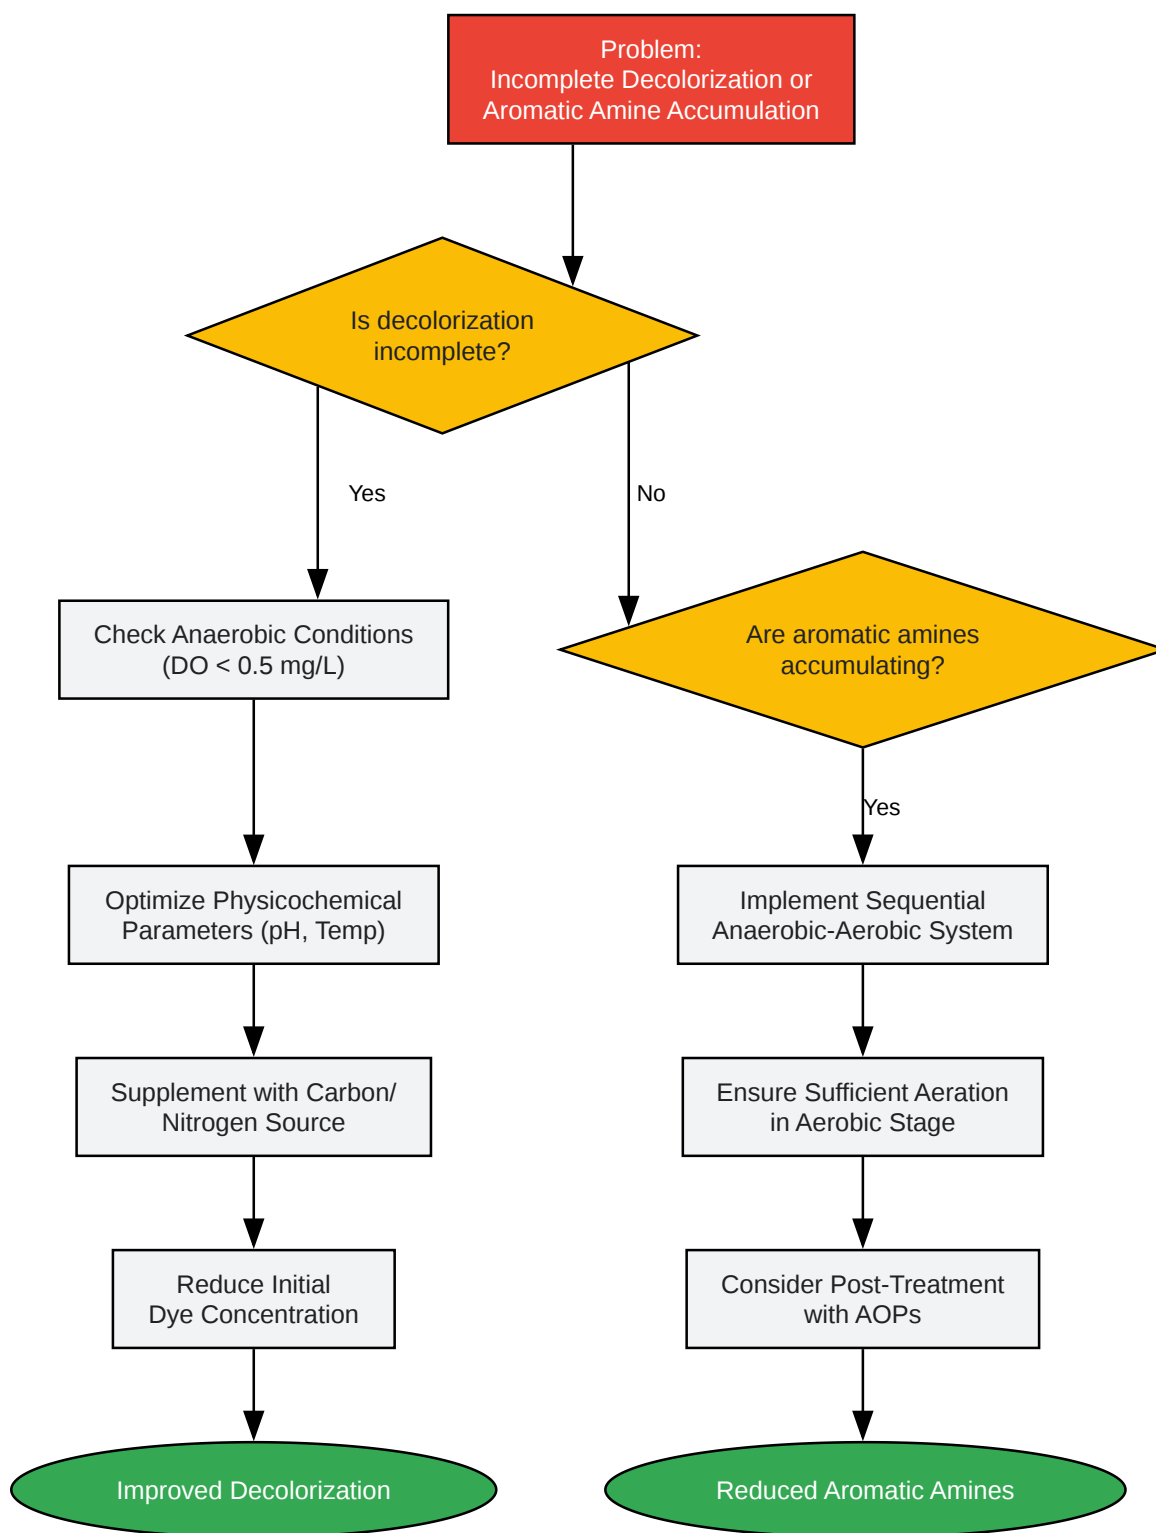 Problem:
Incomplete Decolorization or
Aromatic Amine Accumulation
Is decolorization
incomplete?
Yes
No
Check Anaerobic Conditions
(DO < 0.5 mg/L)
Are aromatic amines
accumulating?
Yes
Optimize Physicochemical
Parameters (pH, Temp)
Implement Sequential
Anaerobic-Aerobic System
Supplement with Carbon/
Nitrogen Source
Ensure Sufficient Aeration
in Aerobic Stage
Reduce Initial
Dye Concentration
Consider Post-Treatment
with AOPs
Improved Decolorization
Reduced Aromatic Amines